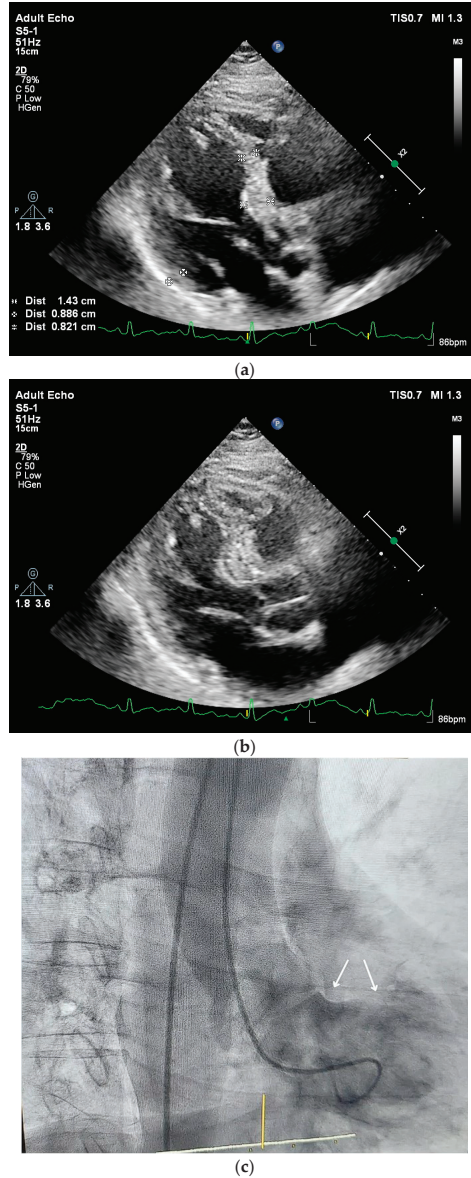 Adult Echo TIS0.7 MI 1.3
S5-1
51Hz
15cm
M3
2D
79%
C 50
P Low
HGen
x2
P
G
P R
1.8 3.6
Dist 1.43 cm
Dist 0.886 cm
Dist 0.821 cm
86bpm
(a)
Adult Echo TIS0.7 MI 1.3
S5-1
51Hz
15cm
M3
2D
79%
C 50
P Low
HGen
x2
P
G
P R
1.8 3.6
86bpm
(b)
(c)